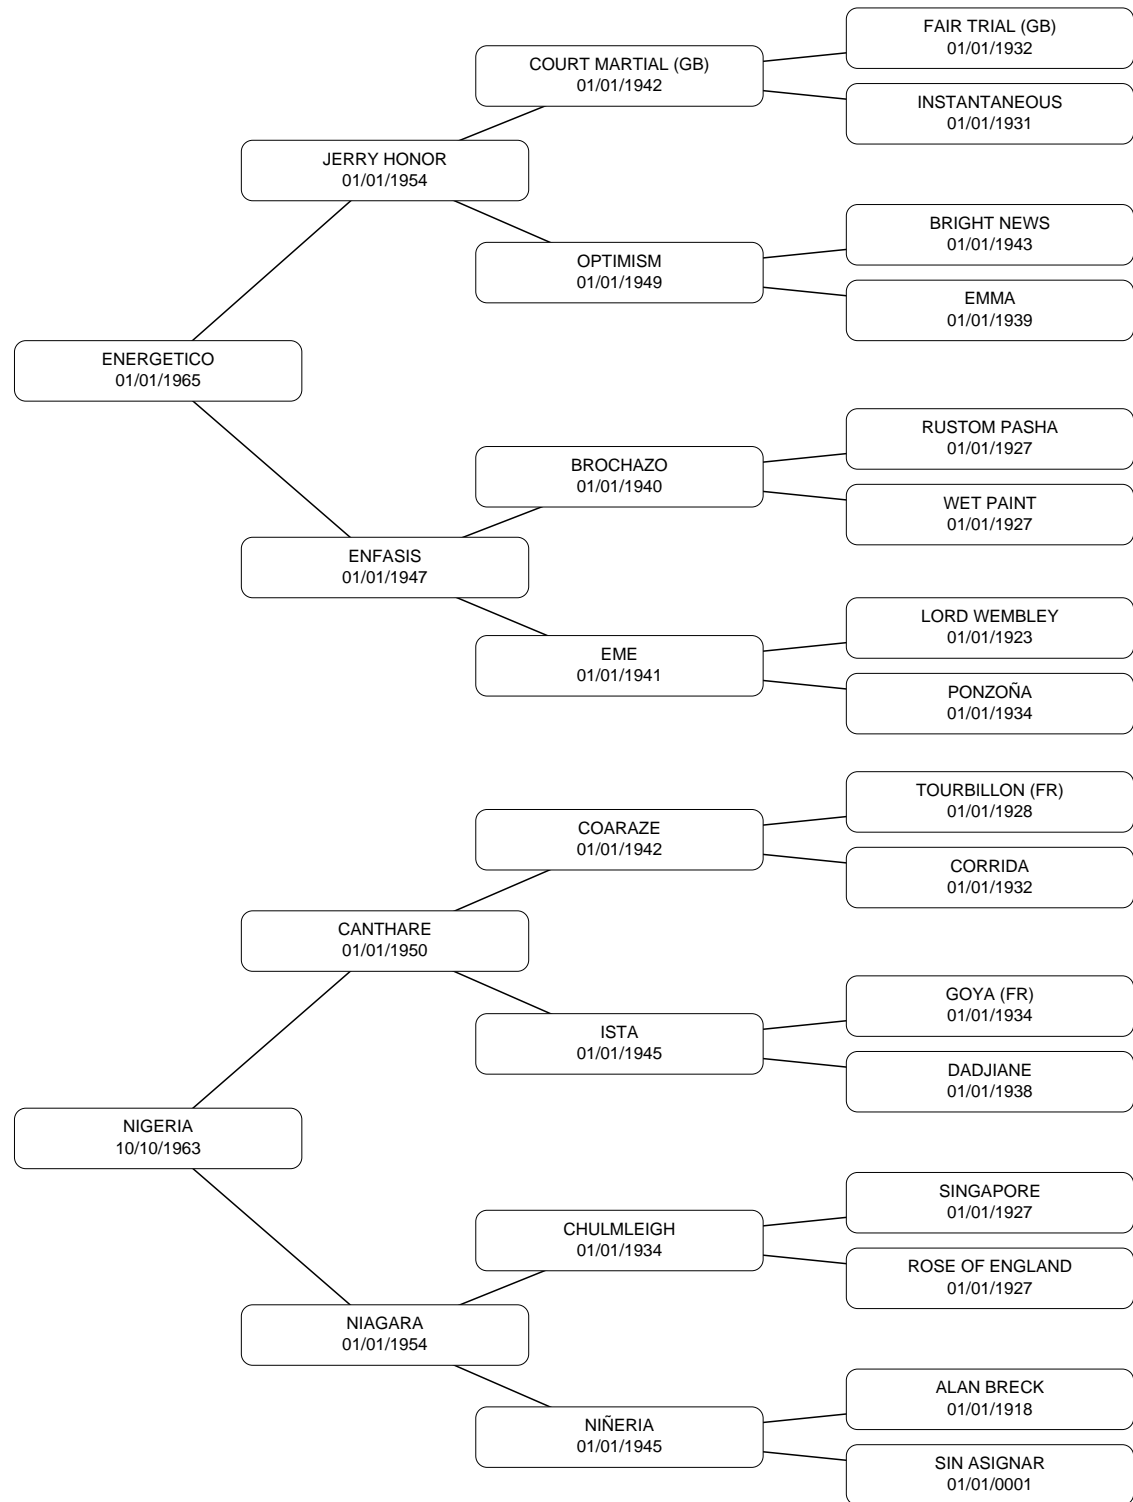 FAIR TRIAL (GB)
01/01/1932
COURT MARTIAL (GB)
01/01/1942
INSTANTANEOUS
01/01/1931
JERRY HONOR
01/01/1954
BRIGHT NEWS
01/01/1943
OPTIMISM
01/01/1949
EMMA
01/01/1939
ENERGETICO
01/01/1965
RUSTOM PASHA
01/01/1927
BROCHAZO
01/01/1940
WET PAINT
01/01/1927
ENFASIS
01/01/1947
LORD WEMBLEY
01/01/1923
EME
01/01/1941
PONZOÑA
01/01/1934
TOURBILLON (FR)
01/01/1928
COARAZE
01/01/1942
CORRIDA
01/01/1932
CANTHARE
01/01/1950
GOYA (FR)
01/01/1934
ISTA
01/01/1945
DADJIANE
01/01/1938
NIGERIA
10/10/1963
SINGAPORE
01/01/1927
CHULMLEIGH
01/01/1934
ROSE OF ENGLAND
01/01/1927
NIAGARA
01/01/1954
ALAN BRECK
01/01/1918
NIÑERIA
01/01/1945
SIN ASIGNAR
01/01/0001